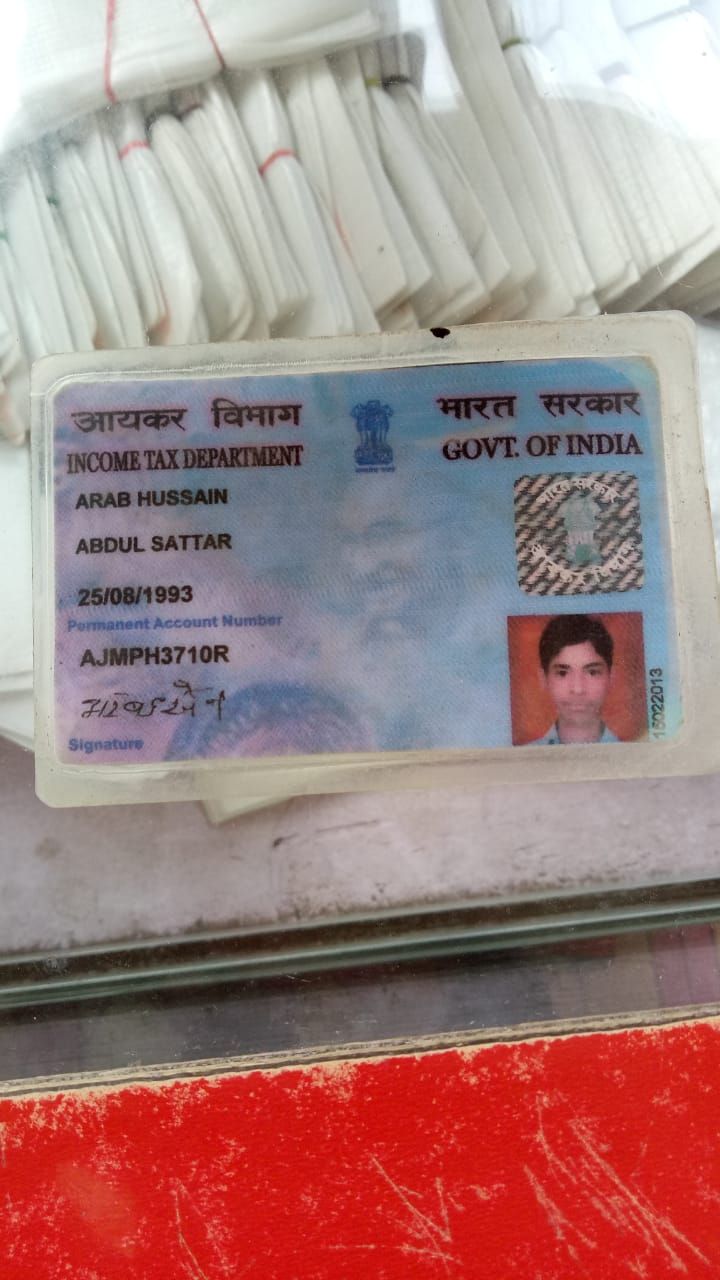 आयकर विभाग
भारत सरकार
INCOME TAX DEPARTMENT
GOVT. OF INDIA
ARAB HUSSAIN
ABDUL SATTAR
25/08/1993
Permanent Account Number
AJMPH3710R
Signature
15022013